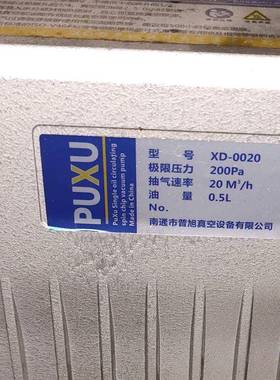 PUXU
PuXu Single oil circulating
spin chip vacuum pump
Made in China
型 号 XD-0020
极限压力 200Pa
抽气速率 20 M³/h
油 量 0.5L
No.
南通市普旭真空设备有限公司